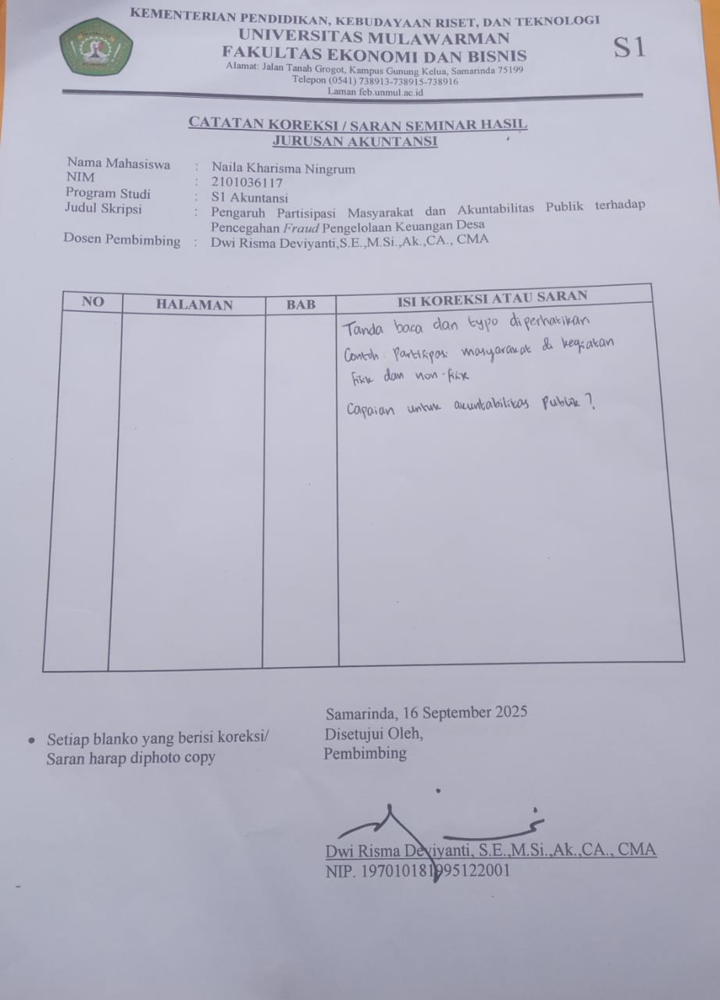 KEMENTERIAN PENDIDIKAN, KEBUDAYAAN RISET, DAN TEKNOLOGI
UNIVERSITAS MULAWARMAN
FAKULTAS EKONOMI DAN BISNIS
Alamat: Jalan Tanah Grogot, Kampus Gunung Kelua, Samarinda 75199
Telepon (0541) 738913-738915-738916
Laman feb.unmul.ac.id
S1
CATATAN KOREKSI / SARAN SEMINAR HASIL
JURUSAN AKUNTANSI
Nama Mahasiswa : Naila Kharisma Ningrum
NIM : 2101036117
Program Studi : S1 Akuntansi
Judul Skripsi : Pengaruh Partisipasi Masyarakat dan Akuntabilitas Publik terhadap
Pencegahan Fraud Pengelolaan Keuangan Desa
Dosen Pembimbing : Dwi Risma Deviyanti,S.E.,M.Si.,Ak.,CA., CMA
NO HALAMAN BAB ISI KOREKSI ATAU SARAN
Tanda baca dan typo diperhatikan
Contoh partisipasi masyarakat di kegiatan
fisik dan non-fisik
Capaian untuk akuntabilitas publik?
Samarinda, 16 September 2025
Disetujui Oleh,
Pembimbing
• Setiap blanko yang berisi koreksi/
Saran harap diphoto copy
Dwi Risma Deviyanti, S.E.,M.Si.,Ak.,CA., CMA
NIP. 197010181995122001